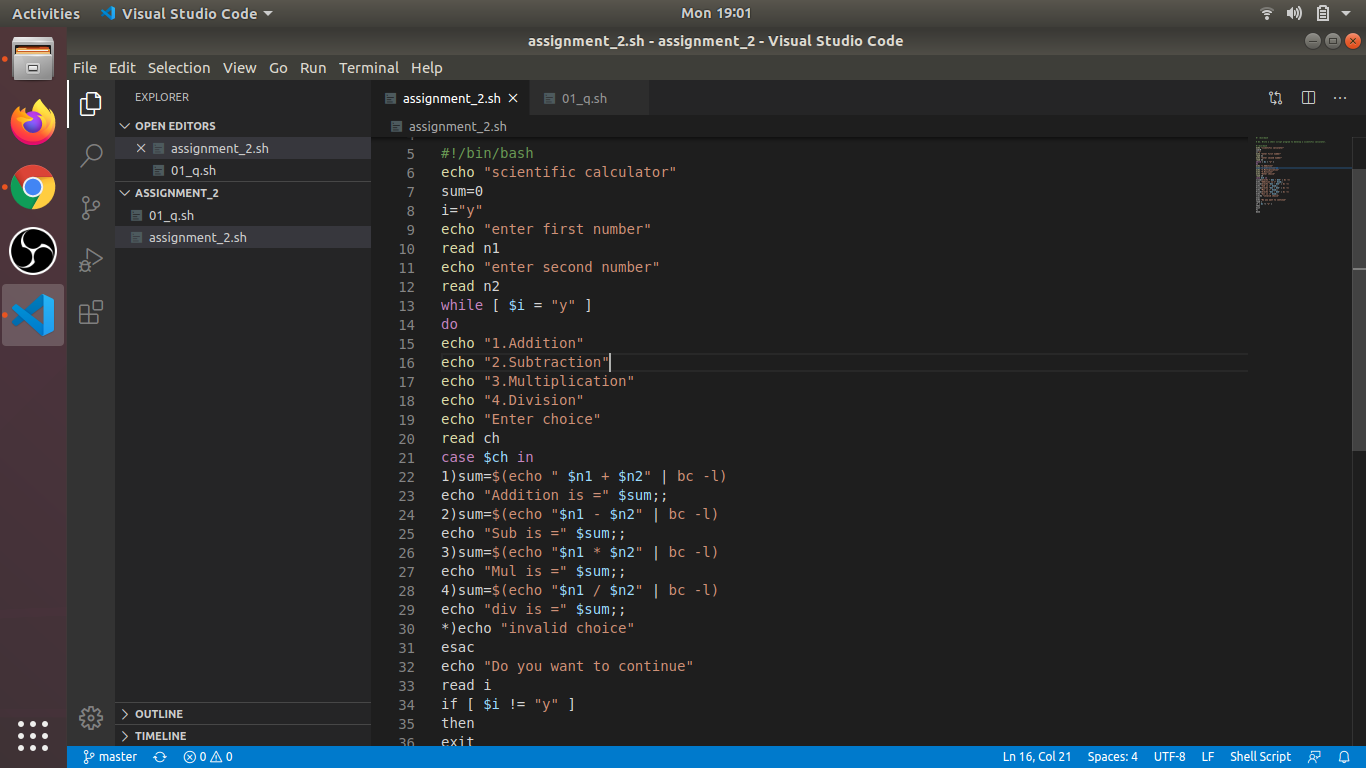 Activities
Visual Studio Code
Mon 19:01
assignment_2.sh - assignment_2 - Visual Studio Code
File Edit Selection View Go Run Terminal Help
EXPLORER
OPEN EDITORS
assignment_2.sh
01_q.sh
ASSIGNMENT_2
01_q.sh
assignment_2.sh
OUTLINE
TIMELINE
assignment_2.sh
01_q.sh
assignment_2.sh
5 #!/bin/bash
6 echo "scientific calculator"
7 sum=0
8 i="y"
9 echo "enter first number"
10 read n1
11 echo "enter second number"
12 read n2
13 while [ $i = "y" ]
14 do
15 echo "1.Addition"
16 echo "2.Subtraction"
17 echo "3.Multiplication"
18 echo "4.Division"
19 echo "Enter choice"
20 read ch
21 case $ch in
22 1)sum=$(echo " $n1 + $n2" | bc -l)
23 echo "Addition is =" $sum;;
24 2)sum=$(echo "$n1 - $n2" | bc -l)
25 echo "Sub is =" $sum;;
26 3)sum=$(echo "$n1 * $n2" | bc -l)
27 echo "Mul is =" $sum;;
28 4)sum=$(echo "$n1 / $n2" | bc -l)
29 echo "div is =" $sum;;
30 *)echo "invalid choice"
31 esac
32 echo "Do you want to continue"
33 read i
34 if [ $i != "y" ]
35 then
36 exit
master
0 0
Ln 16, Col 21
Spaces: 4
UTF-8
LF
Shell Script